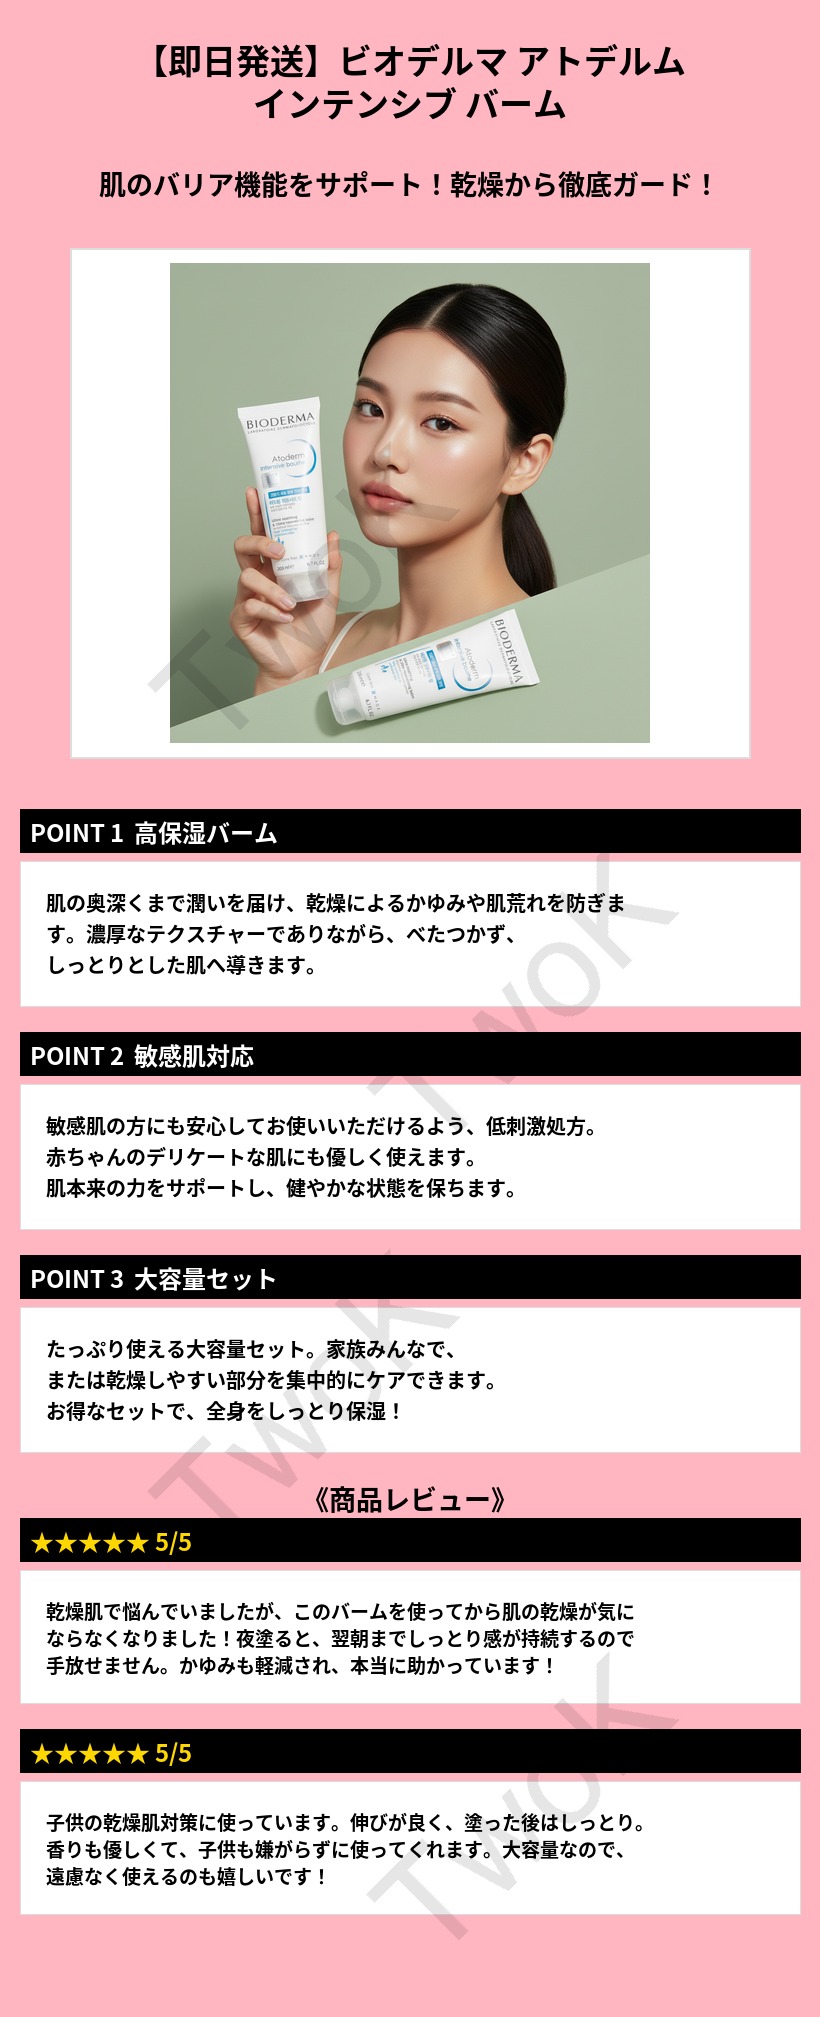 【即日発送】ビオデルマ アトデルム
インテンシブ バーム
肌のバリア機能をサポート！乾燥から徹底ガード！
BIODERMA
Atoderm
Intensive baume
BIODERMA
Atoderm
Intensive baume
TwoK
POINT 1 高保湿バーム
肌の奥深くまで潤いを届け、乾燥によるかゆみや肌荒れを防ぎま
す。濃厚なテクスチャーでありながら、べたつかず、
しっとりとした肌へ導きます。
TwoK
POINT 2 敏感肌対応
敏感肌の方にも安心してお使いいただけるよう、低刺激処方。
赤ちゃんのデリケートな肌にも優しく使えます。
肌本来の力をサポートし、健やかな状態を保ちます。
POINT 3 大容量セット
たっぷり使える大容量セット。家族みんなで、
または乾燥しやすい部分を集中的にケアできます。
お得なセットで、全身をしっとり保湿！
TwoK
《商品レビュー》
★★★★★ 5/5
乾燥肌で悩んでいましたが、このバームを使ってから肌の乾燥が気に
ならなくなりました！夜塗ると、翌朝までしっとり感が持続するので
手放せません。かゆみも軽減され、本当に助かっています！
★★★★★ 5/5
子供の乾燥肌対策に使っています。伸びが良く、塗った後はしっとり。
香りも優しくて、子供も嫌がらずに使ってくれます。大容量なので、
遠慮なく使えるのも嬉しいです！
TwoK